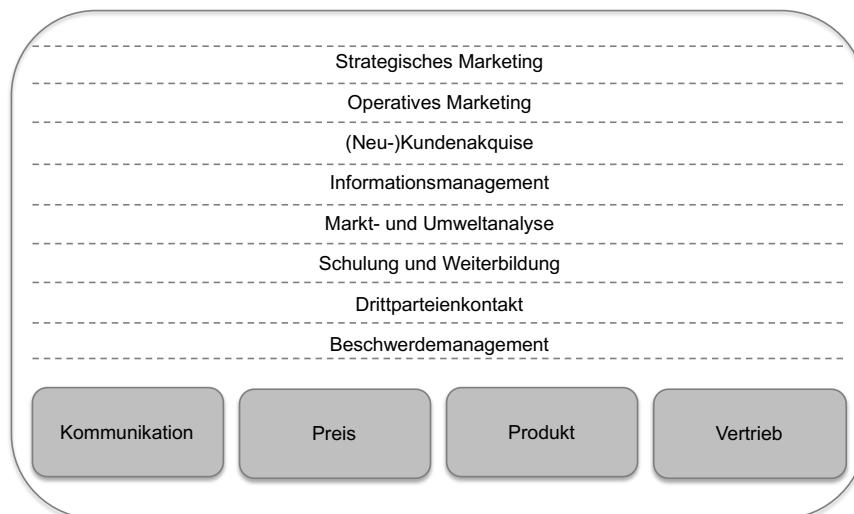 Strategisches Marketing
Operatives Marketing
(Neu-)Kundenakquise
Informationsmanagement
Markt- und Umweltanalyse
Schulung und Weiterbildung
Drittparteienkontakt
Beschwerdemanagement
Kommunikation
Preis
Produkt
Vertrieb